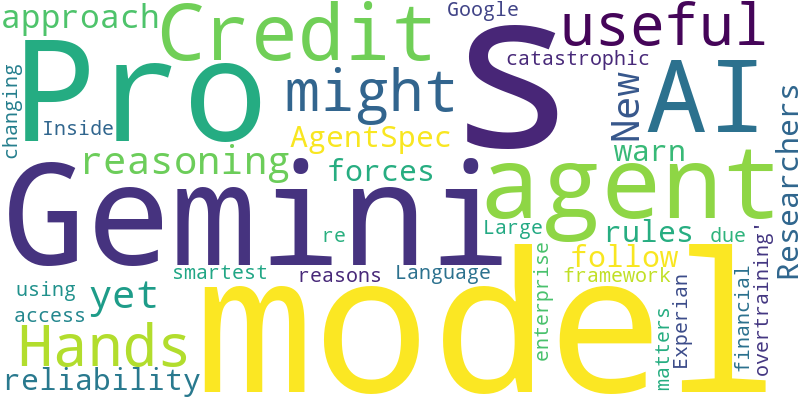 approach
Credit
Google
useful
Pro
S
catastrophic
AI
might
New
changing
Inside
AgentSpec
Researchers
reasoning
forces
warn
Gemini
agent
re
Large
rules
due
follow
smartest
reasons
Language
framework
using
yet
model
enterprise
Experian
financial
overtraining'
access
Hands
matters
reliability